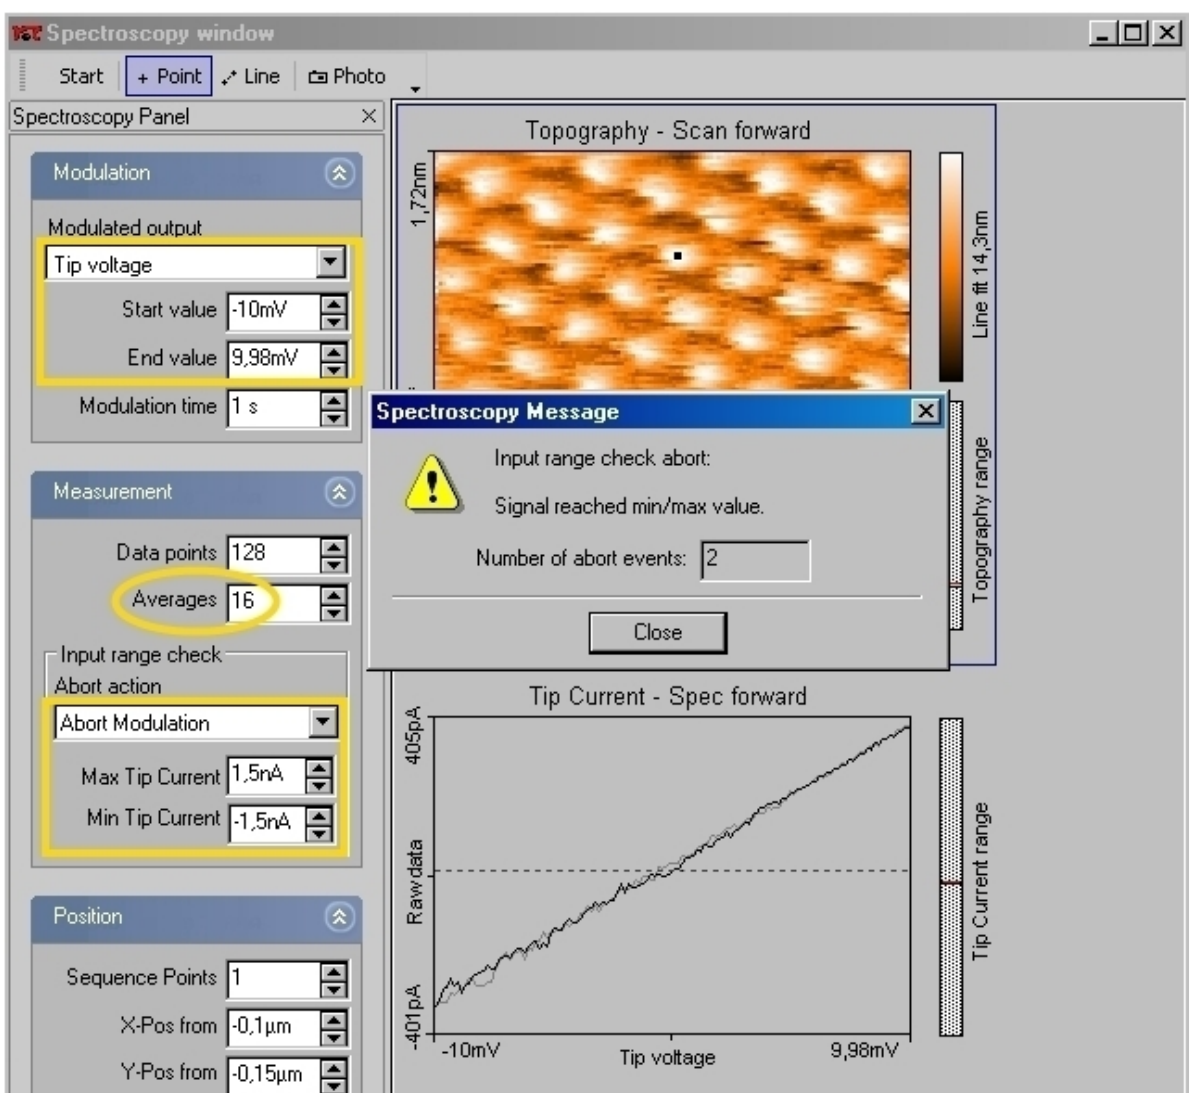 Spectroscopy window
Start + Point Line Photo
Spectroscopy Panel
Modulation
Modulated output
Tip voltage
Start value -10mV
End value 9,98mV
Modulation time 1 s
Measurement
Data points 128
Averages 16
Input range check
Abort action
Abort Modulation
Max Tip Current 1,5nA
Min Tip Current -1,5nA
Position
Sequence Points 1
X-Pos from -0,1µm
Y-Pos from -0,15µm
Topography - Scan forward
1,72nm
Line fit 14,3nm
Topography range
Spectroscopy Message
Input range check abort:
Signal reached min/max value.
Number of abort events: 2
Close
Tip Current - Spec forward
405pA
Raw data
-401pA
-10mV
Tip voltage
9,98mV
Tip Current range